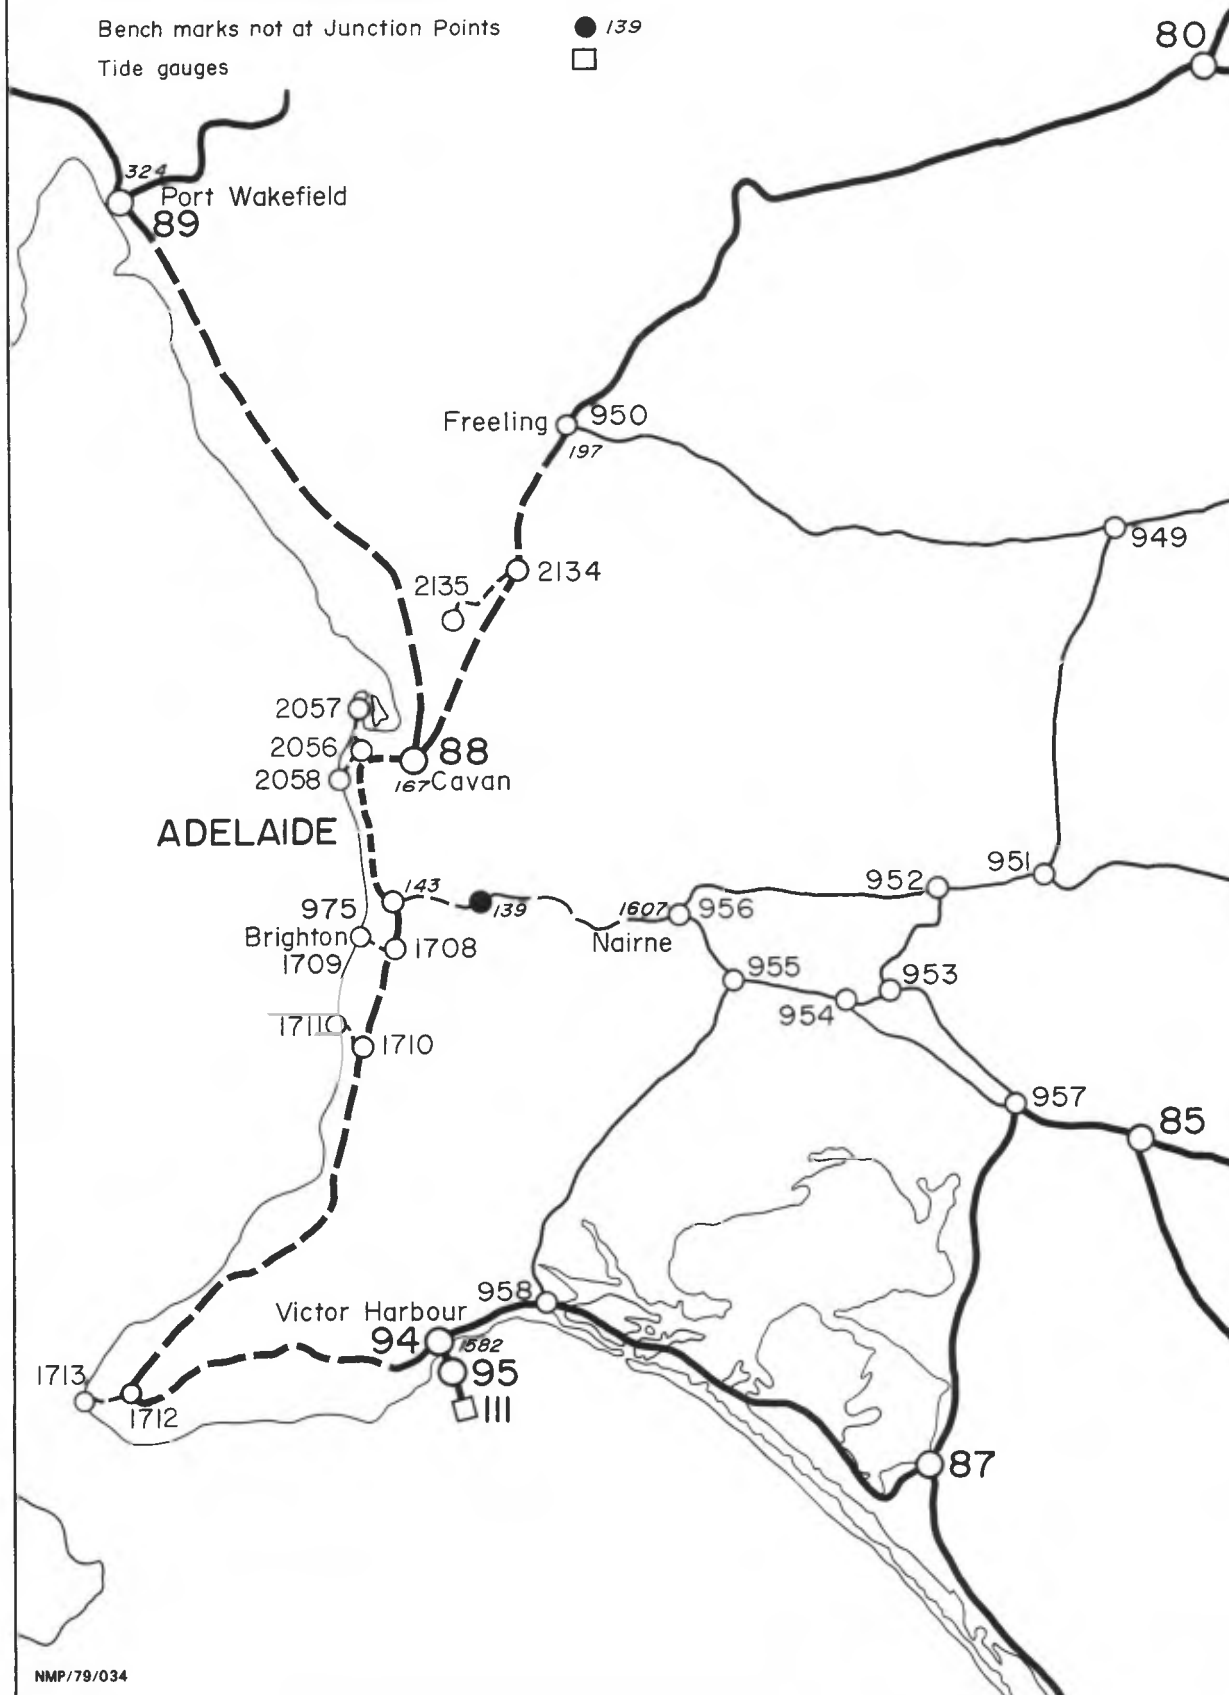 Bench marks not at Junction Points 139
Tide gauges
80
324
Port Wakefield
89
Freeling 950
197
949
2135 2134
2057
2056 88
2058 167 Cavan
ADELAIDE
951
952
143
975 139 1607 956
Brighton 1708 Nairne
1709
955 953
954
1711 1710
957
85
958
Victor Harbour
94 1582
95
1713
1712 111
87
NMP/79/034